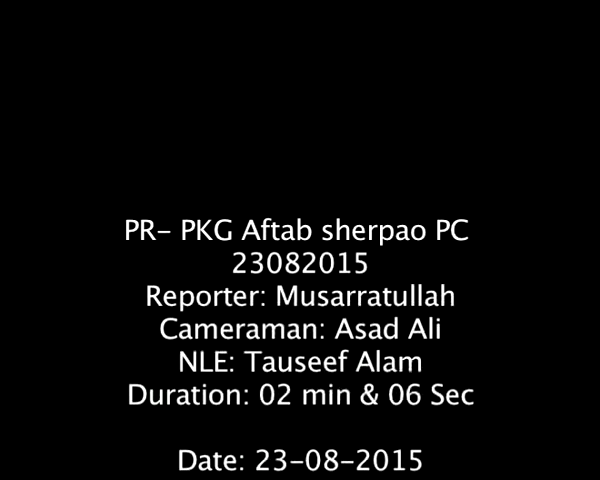 PR- PKG Aftab sherpao PC
23082015
Reporter: Musarratullah
Cameraman: Asad Ali
NLE: Tauseef Alam
Duration: 02 min & 06 Sec
Date: 23-08-2015